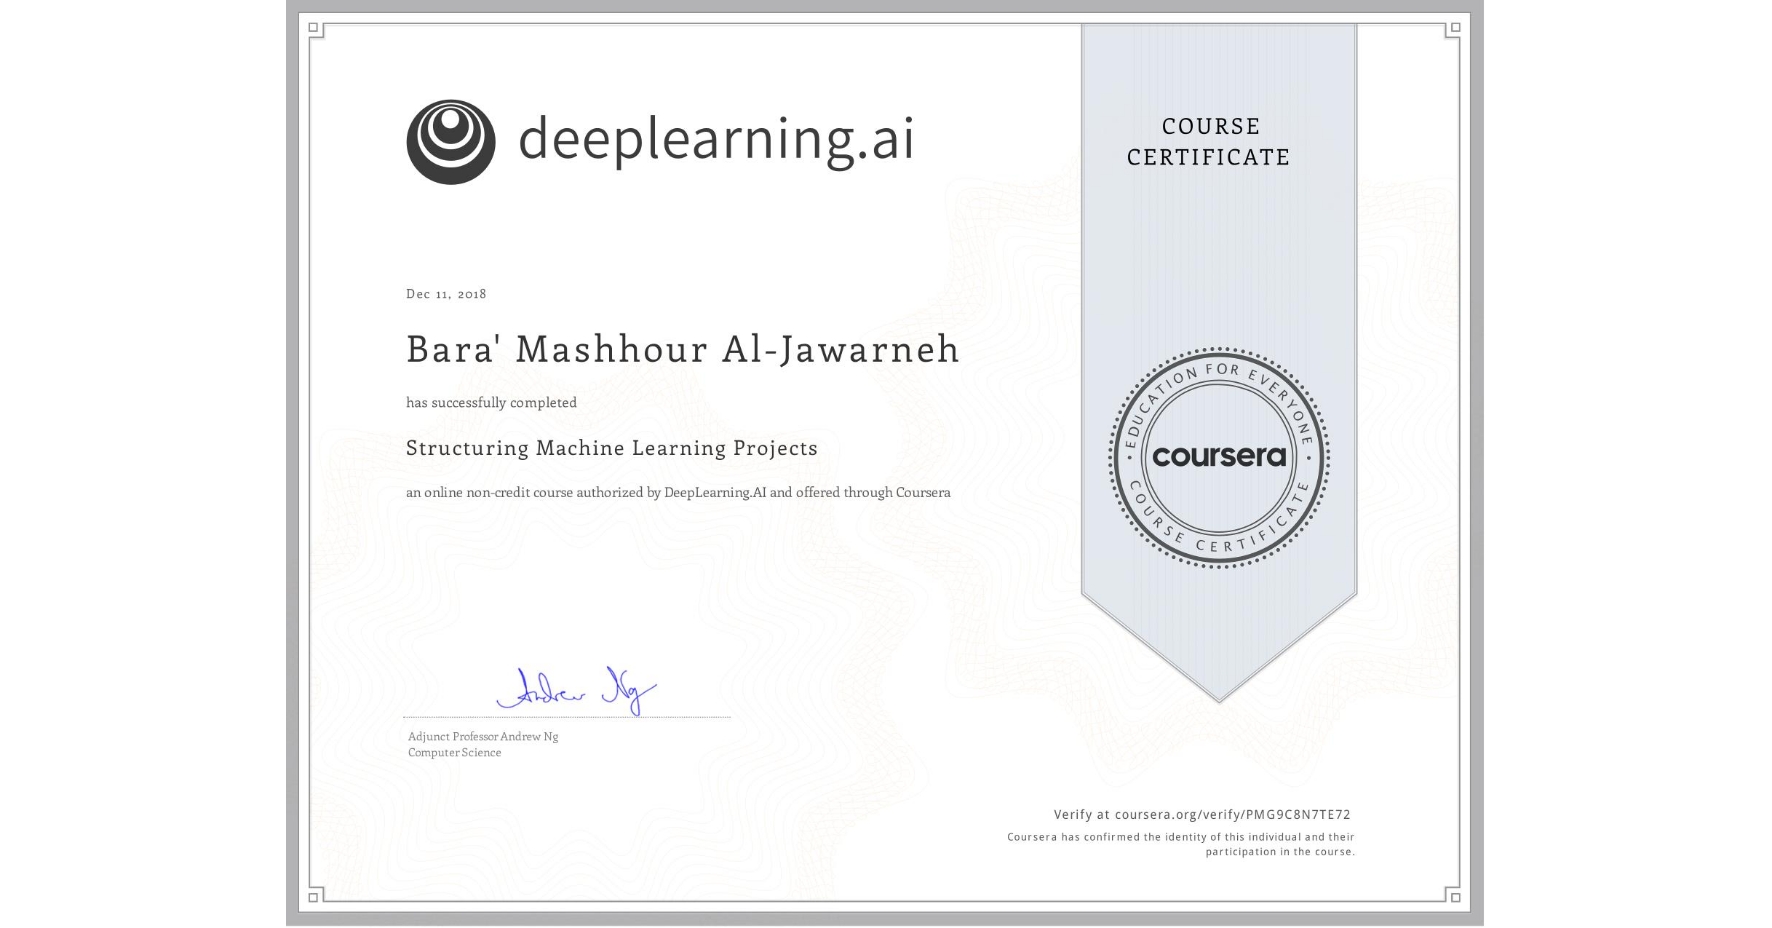 deeplearning.ai
COURSE
CERTIFICATE
Dec 11, 2018
Bara' Mashhour Al-Jawarneh
has successfully completed
Structuring Machine Learning Projects
an online non-credit course authorized by DeepLearning.AI and offered through Coursera
EDUCATION FOR EVERYONE
coursera
COURSE CERTIFICATE
Andrew Ng
Adjunct Professor Andrew Ng
Computer Science
Verify at coursera.org/verify/PMG9C8N7TE72
Coursera has confirmed the identity of this individual and their
participation in the course.